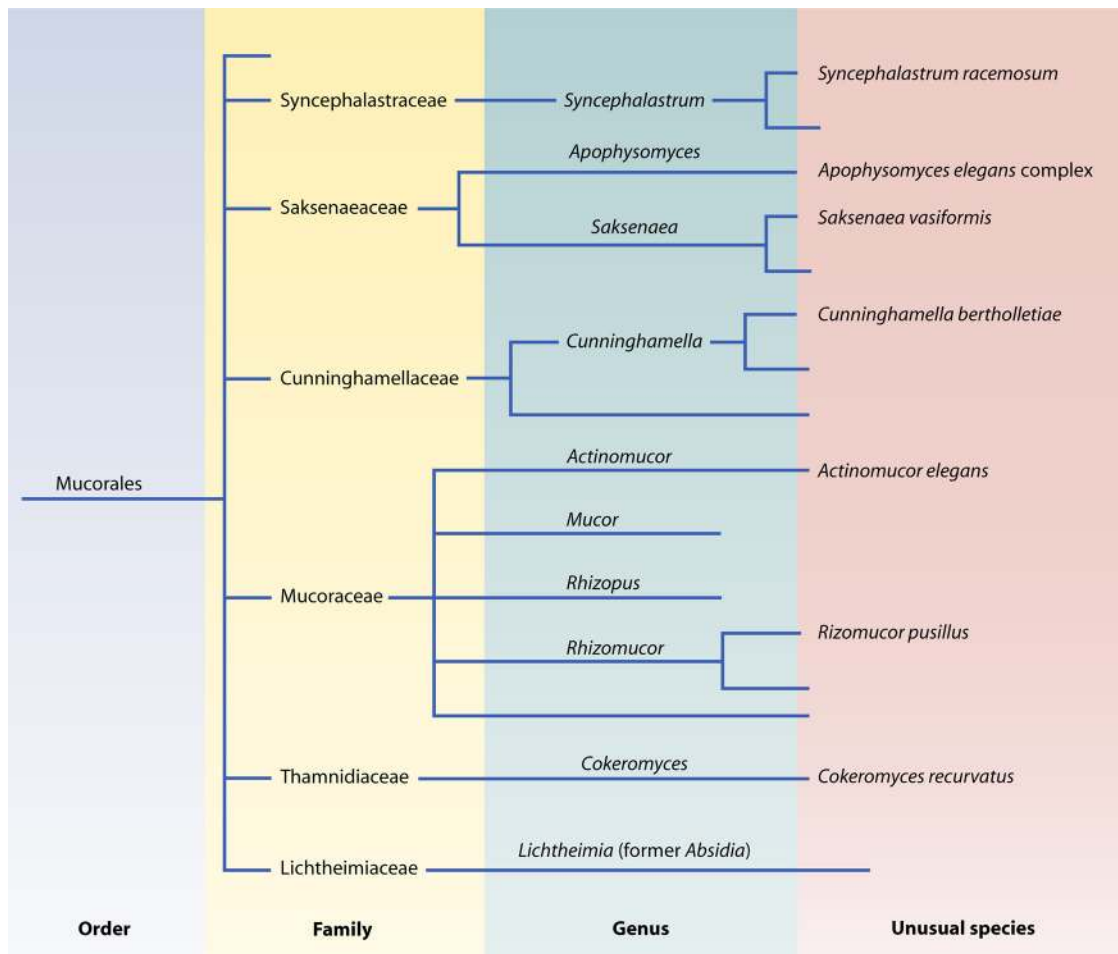 Syncephalastrum racemosum
Syncephalastraceae
Syncephalastrum
Apophysomyces
Apophysomyces elegans complex
Saksenaeaceae
Saksenaea
Saksenaea vasiformis
Cunninghamella bertholletiae
Cunninghamella
Cunninghamellaceae
Actinomucor
Actinomucor elegans
Mucorales
Mucor
Rhizopus
Mucoraceae
Rhizomucor
Rizomucor pusillus
Cokeromyces
Thamnidiaceae
Cokeromyces recurvatus
Lichtheimia (former Absidia)
Lichtheimiaceae
Order
Family
Genus
Unusual species